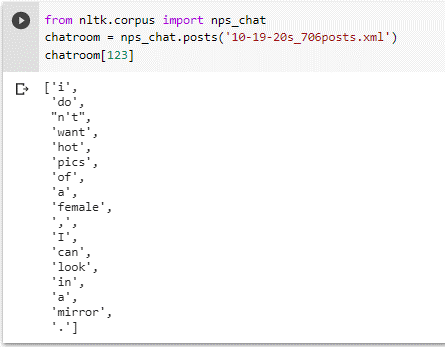 from nltk.corpus import nps_chat
chatroom = nps_chat.posts('10-19-20s_706posts.xml')
chatroom[123]
['i',
'do',
"n't",
'want',
'hot',
'pics',
'of',
'a',
'female',
',',
'I',
'can',
'look',
'in',
'a',
'mirror',
'.']